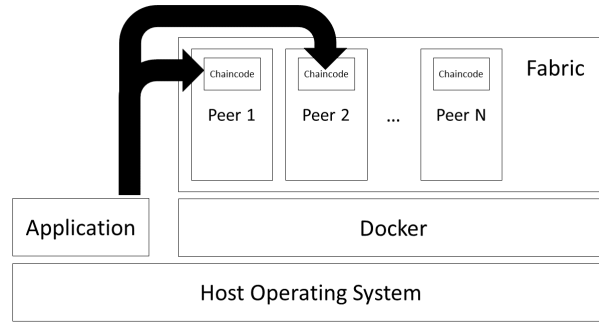 Fabric
Chaincode
Chaincode
Chaincode
Peer 1
Peer 2
...
Peer N
Application
Docker
Host Operating System